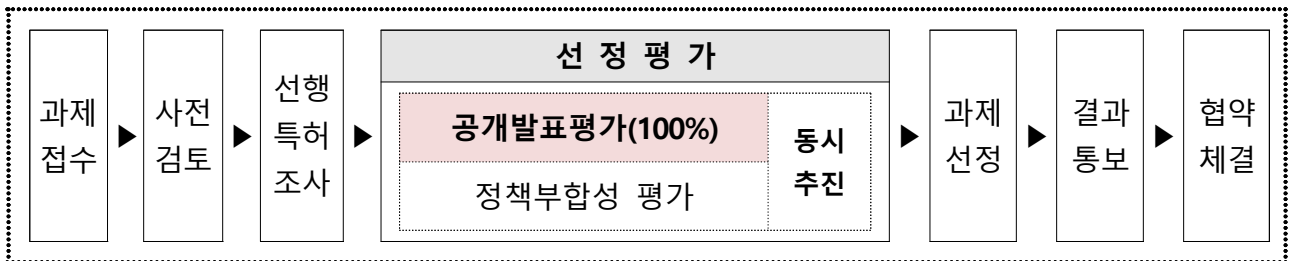 과제
접수
▶
사전
검토
▶
선행
특허
조사
▶
선 정 평 가
공개발표평가(100%)
정책부합성 평가
동시
추진
▶
과제
선정
▶
결과
통보
▶
협약
체결